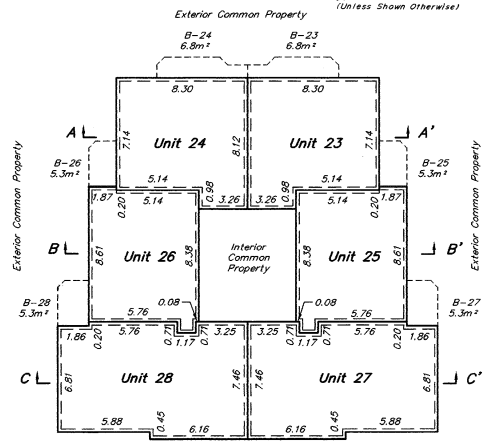 (Unless Shown Otherwise)
Exterior Common Property
B-24
6.8m²
B-23
6.8m²
8.30
8.30
A
7.14
Unit 24
8.12
Unit 23
7.14
A'
Exterior Common Property
B-26
5.3m²
5.14
0.98
3.26
3.26
0.98
5.14
B-25
5.3m²
Exterior Common Property
1.87
0.20
5.14
5.14
0.20
1.87
B
8.61
Unit 26
8.38
Interior
Common
Property
8.38
Unit 25
8.61
B'
B-28
5.3m²
5.76
0.08
0.08
5.76
B-27
5.3m²
1.86
0.20
5.76
0.71
1.17
0.71
3.25
3.25
0.71
1.17
0.71
5.76
0.20
1.86
C
6.81
Unit 28
7.46
7.46
Unit 27
6.81
C'
5.88
0.45
6.16
6.16
0.45
5.88